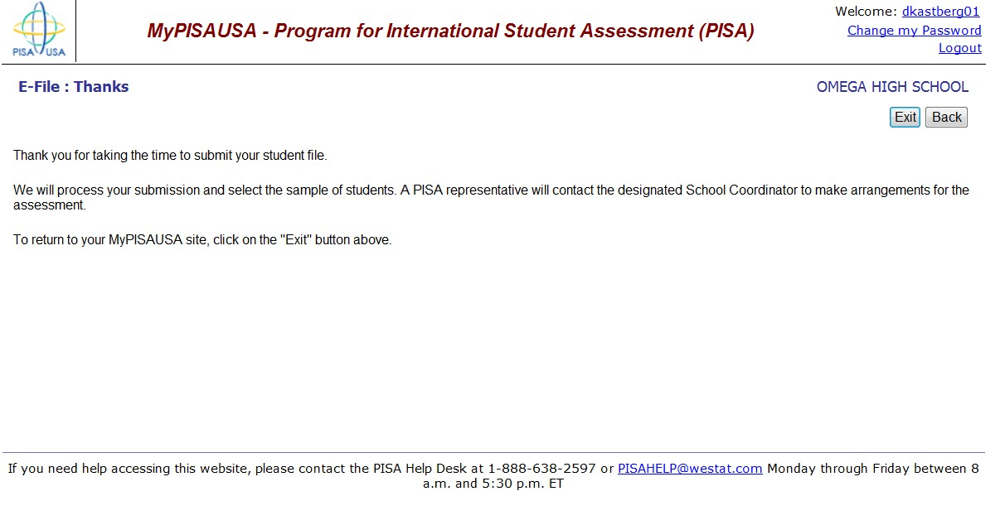 PISA USA
MyPISAUSA - Program for International Student Assessment (PISA)
Welcome: dkastberg01
Change my Password
Logout
E-File : Thanks
OMEGA HIGH SCHOOL
Exit Back
Thank you for taking the time to submit your student file.
We will process your submission and select the sample of students. A PISA representative will contact the designated School Coordinator to make arrangements for the
assessment.
To return to your MyPISAUSA site, click on the "Exit" button above.
If you need help accessing this website, please contact the PISA Help Desk at 1-888-638-2597 or PISAHELP@westat.com Monday through Friday between 8
a.m. and 5:30 p.m. ET